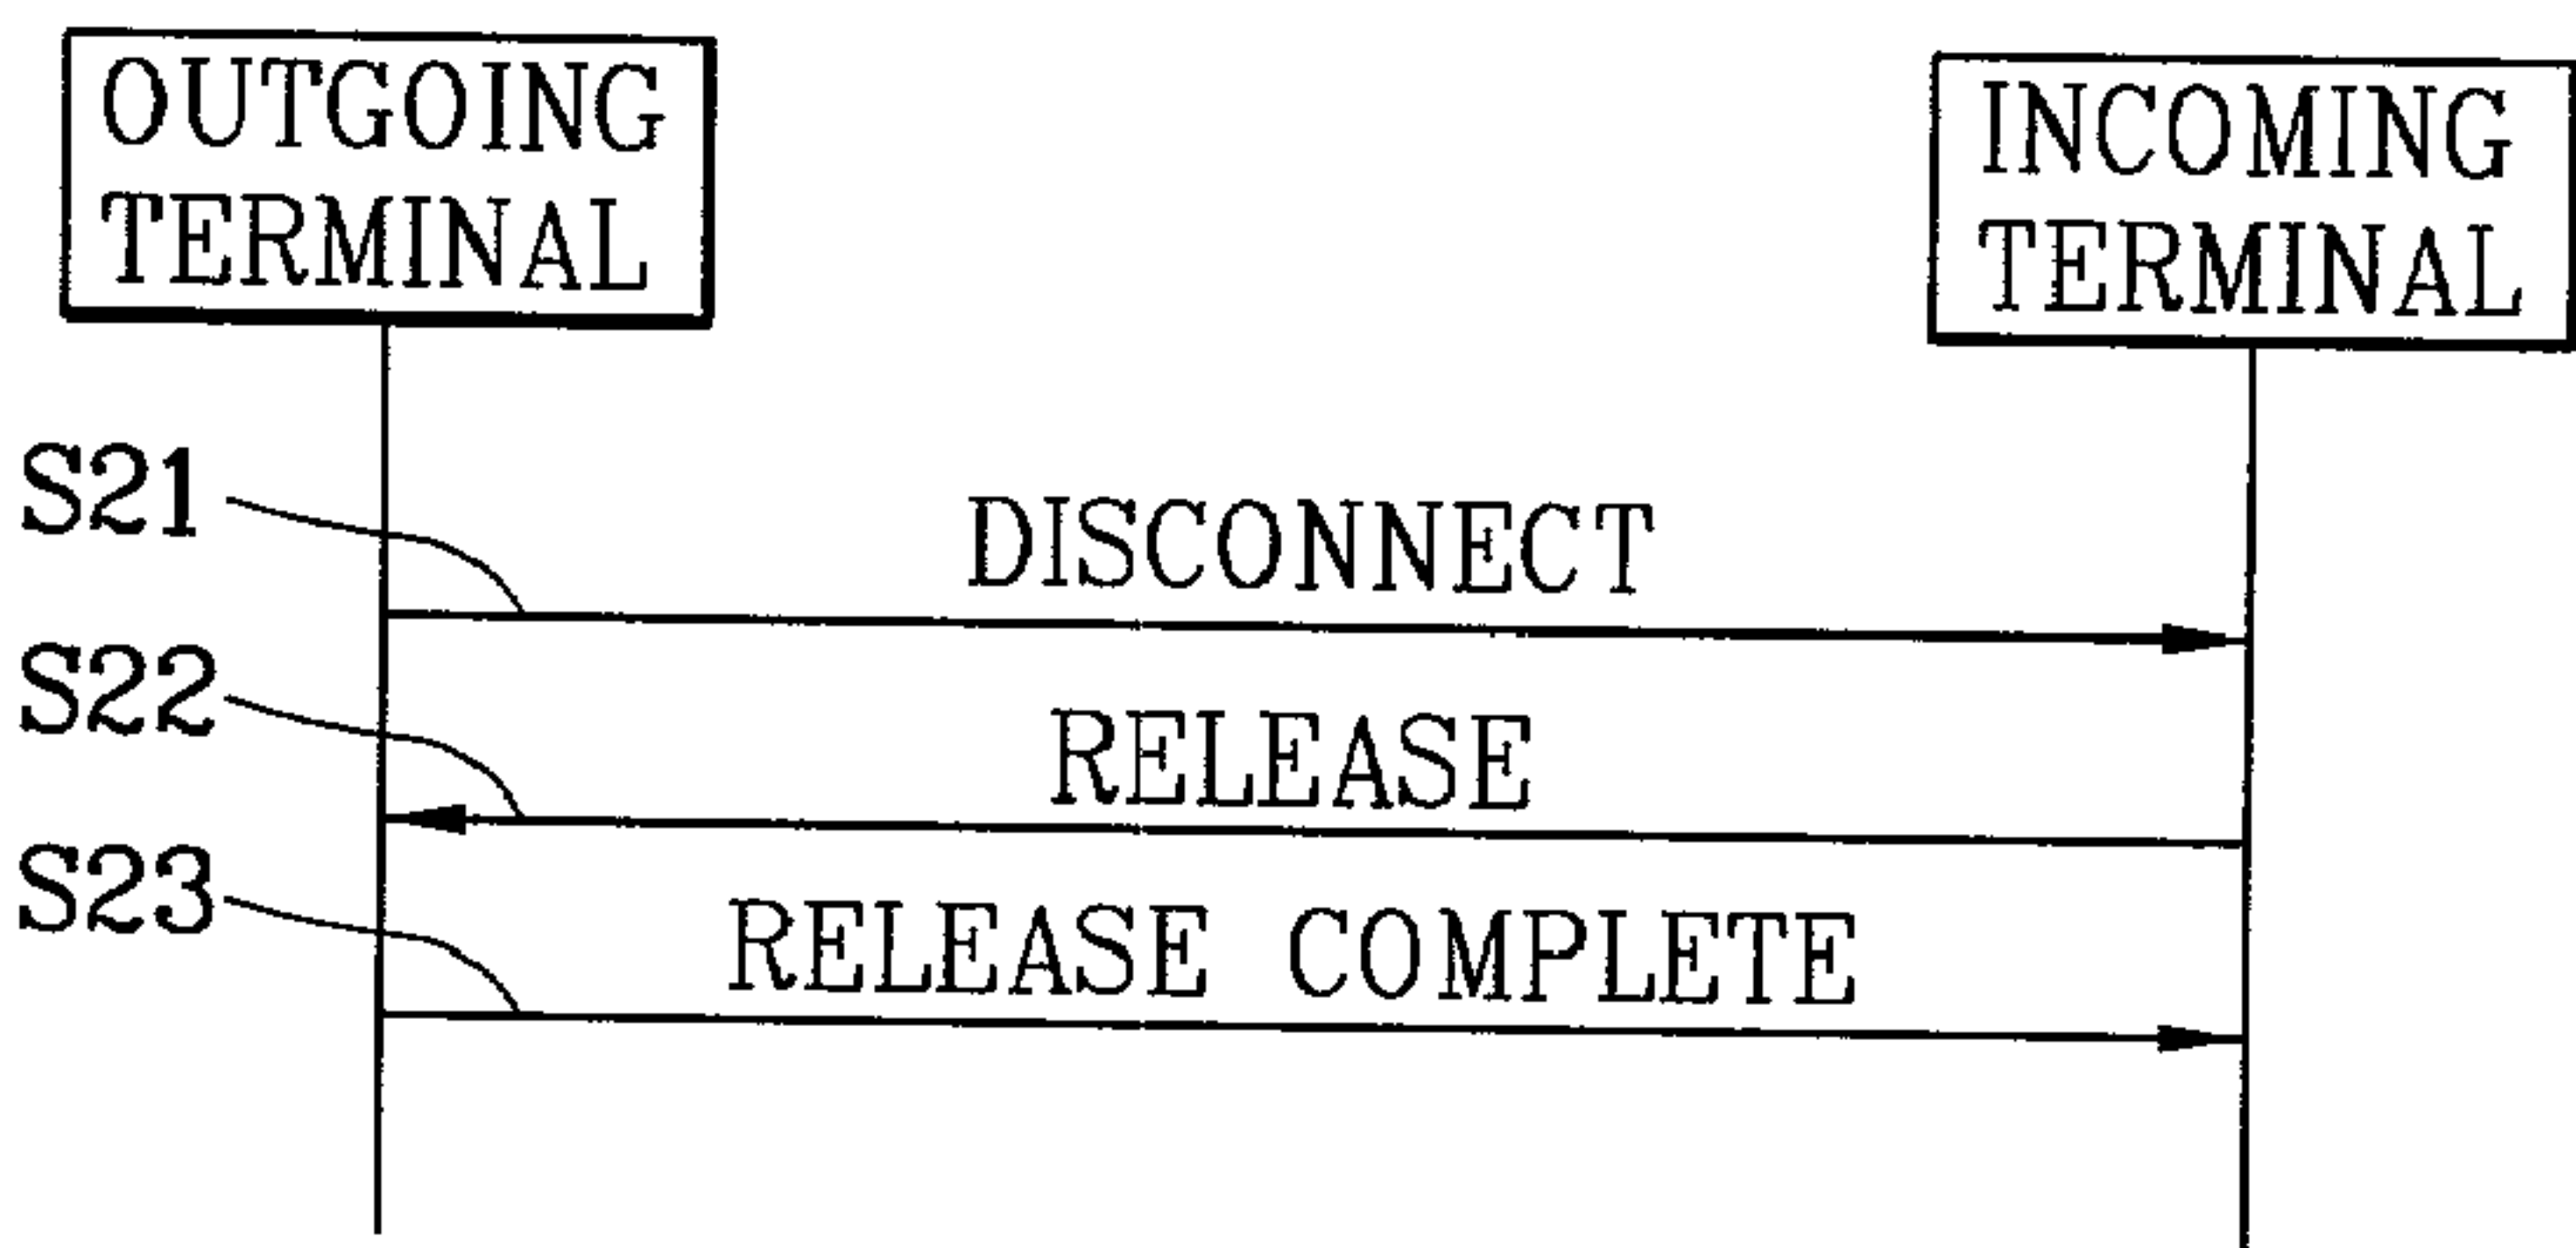 OUTGOING
TERMINAL
INCOMING
TERMINAL
S21
DISCONNECT
S22
RELEASE
S23
RELEASE COMPLETE